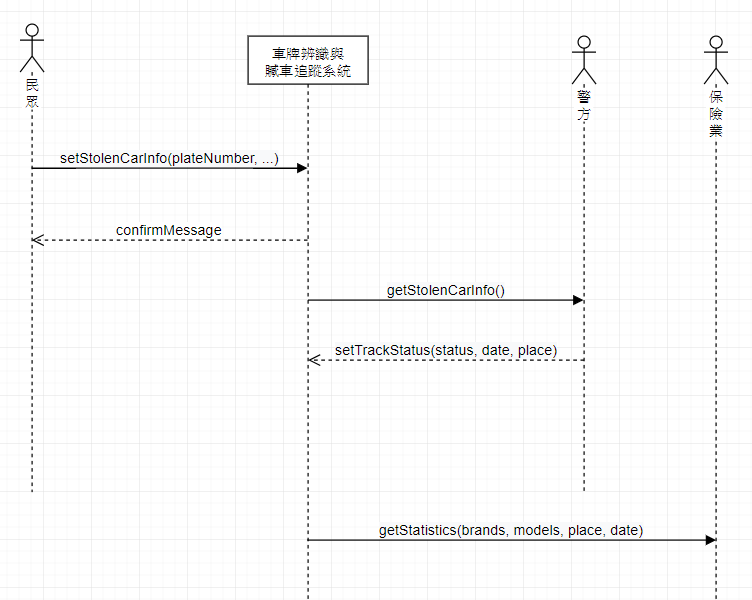 車牌辨識與
贓車追蹤系統
民
眾
警
方
保
險
業
setStolenCarInfo(plateNumber, ...)
confirmMessage
getStolenCarInfo()
setTrackStatus(status, date, place)
getStatistics(brands, models, place, date)